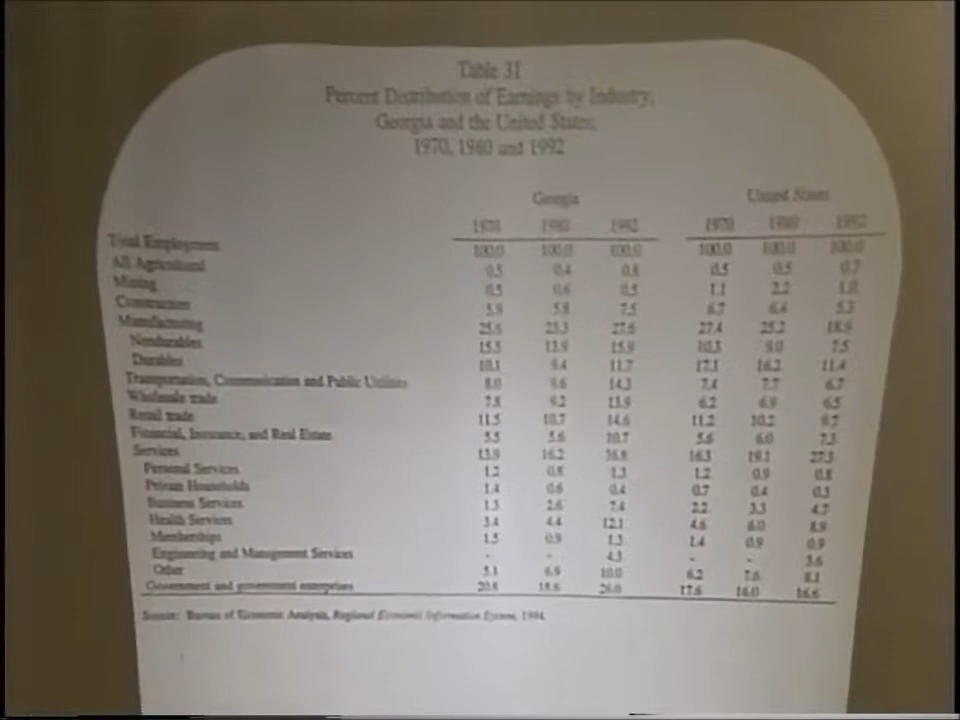 Table 31
Percent Distribution of Earnings by Industry,
Georgia and the United States,
1970, 1980 and 1992
Georgia United States
1970 1980 1992 1970 1980 1992
Total Employment 100.0 100.0 100.0 100.0 100.0 100.0
All Agricultural 0.5 0.4 0.8 0.5 0.5 0.7
Mining 0.5 0.6 0.5 1.1 2.2 1.0
Construction 5.9 5.8 7.5 6.7 6.4 5.3
Manufacturing 25.6 23.3 27.6 27.4 25.2 18.9
Nondurables 15.5 13.9 15.9 10.3 9.0 7.5
Durables 10.1 9.4 11.7 17.1 16.2 11.4
Transportation, Communication and Public Utilities 8.0 9.6 14.3 7.4 7.7 6.7
Wholesale trade 7.8 9.2 13.9 6.2 6.9 6.5
Retail trade 11.5 10.7 14.6 11.2 10.2 9.7
Financial, Insurance, and Real Estate 5.5 5.6 10.7 5.6 6.0 7.3
Services 13.9 16.2 36.8 16.3 19.1 27.3
Personal Services 1.2 0.8 1.3 1.2 0.9 0.8
Private Households 1.4 0.6 0.4 0.7 0.4 0.3
Business Services 1.3 2.6 7.4 2.2 3.3 4.7
Health Services 3.4 4.4 12.1 4.6 6.0 8.9
Memberships 1.5 0.9 1.3 1.4 0.9 0.9
Engineering and Management Services - - 4.3 - - 3.6
Other 5.1 6.9 10.0 6.2 7.6 8.1
Government and government enterprises 20.8 18.6 26.0 17.6 16.0 16.6
Source: Bureau of Economic Analysis, Regional Economic Information System, 1994.